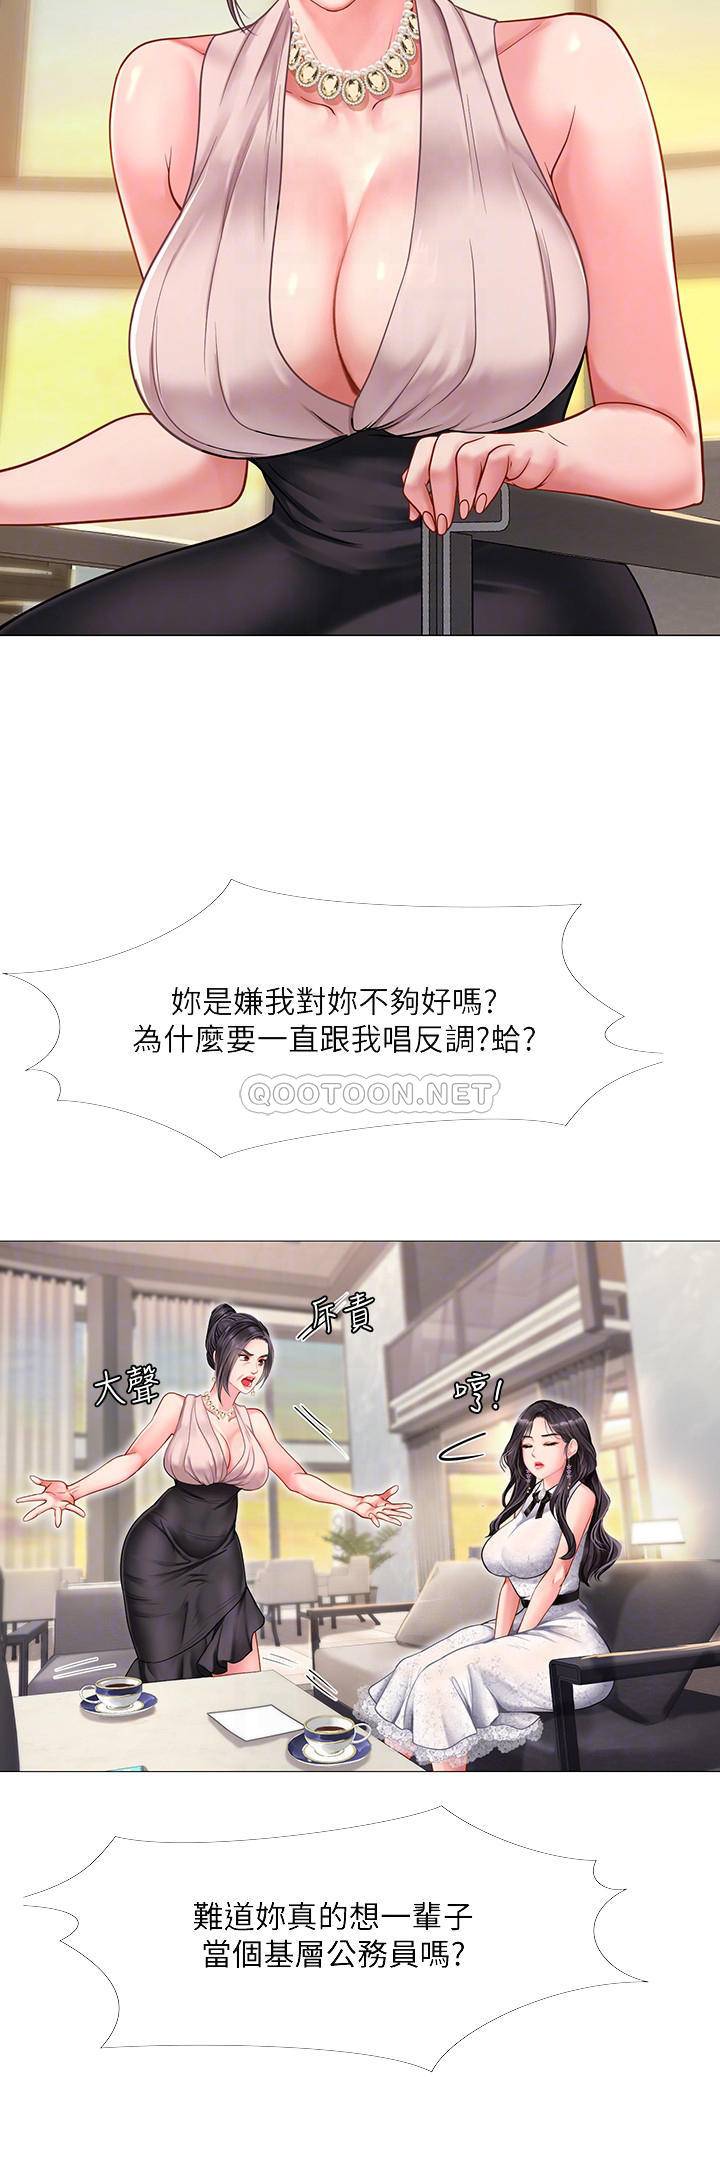 妳是嫌我對妳不夠好嗎?
為什麼要一直跟我唱反調?蛤?
QOOTOON.NET
斥責
大聲
哼!
難道妳真的想一輩子
當個基層公務員嗎?